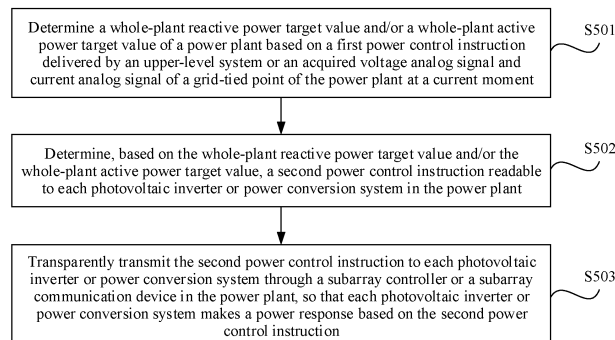 Determine a whole-plant reactive power target value and/or a whole-plant active
power target value of a power plant based on a first power control instruction
delivered by an upper-level system or an acquired voltage analog signal and
current analog signal of a grid-tied point of the power plant at a current moment
S501
Determine, based on the whole-plant reactive power target value and/or the
whole-plant active power target value, a second power control instruction readable
to each photovoltaic inverter or power conversion system in the power plant
S502
Transparently transmit the second power control instruction to each photovoltaic
inverter or power conversion system through a subarray controller or a subarray
communication device in the power plant, so that each photovoltaic inverter or
power conversion system makes a power response based on the second power
control instruction
S503